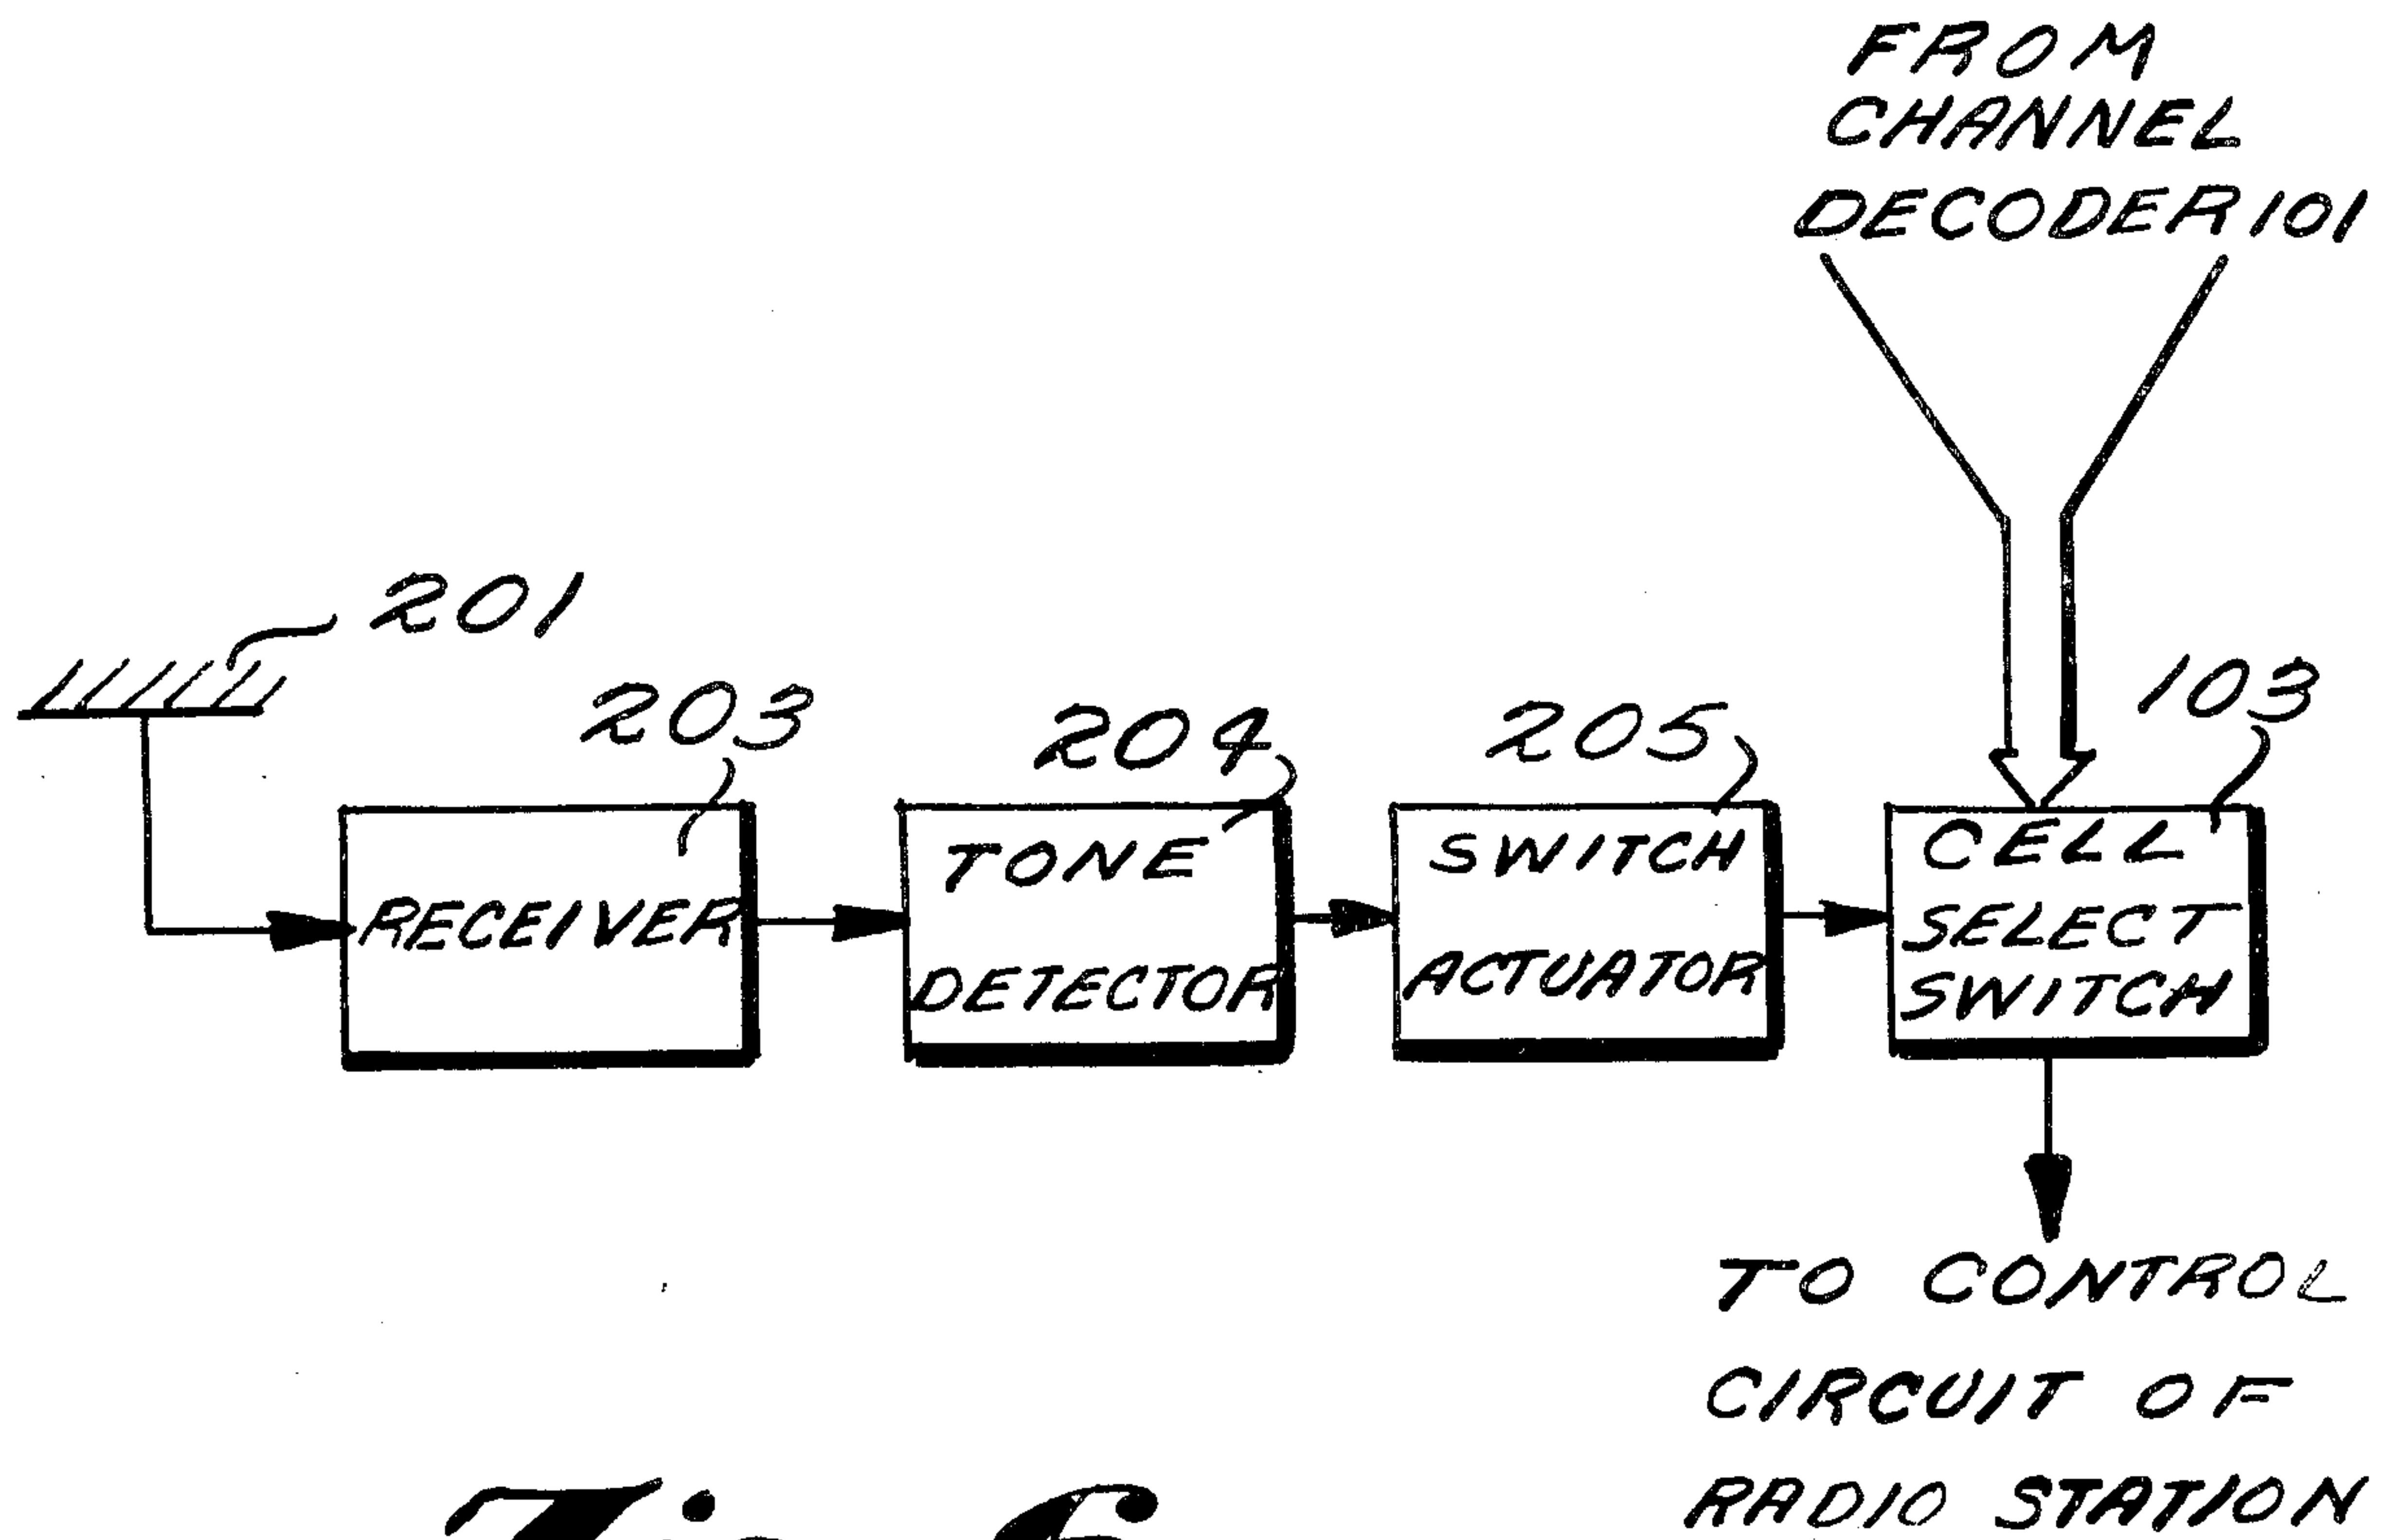 FROM
CHANNEL
DECODER 101
201
203
204
205
103
RECEIVER
TONE
DETECTOR
SWITCH
ACTUATOR
CELL
SELECT
SWITCH
TO CONTROL
CIRCUIT OF
RADIO STATION